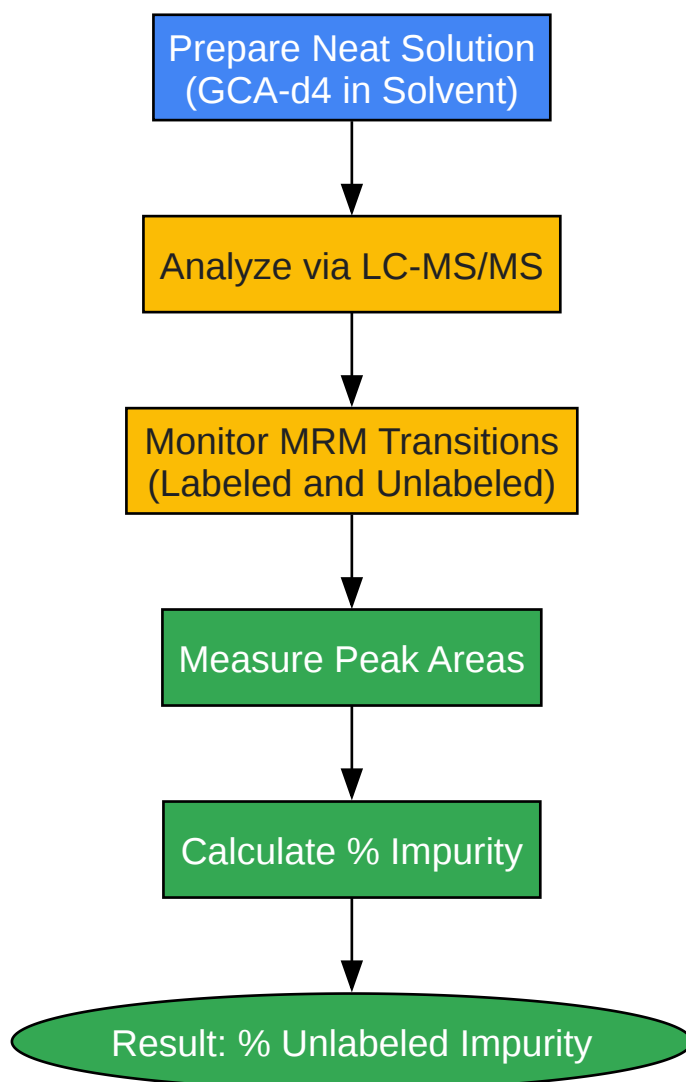 Prepare Neat Solution
(GCA-d4 in Solvent)
Analyze via LC-MS/MS
Monitor MRM Transitions
(Labeled and Unlabeled)
Measure Peak Areas
Calculate % Impurity
Result: % Unlabeled Impurity